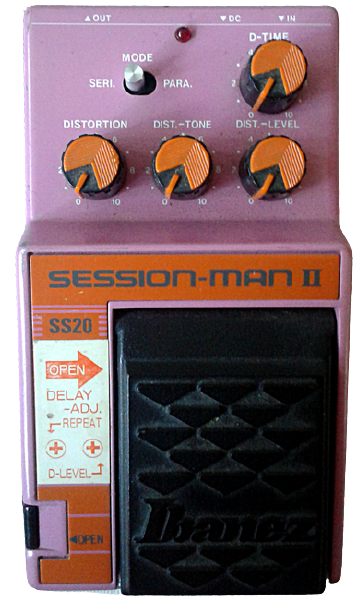 ▲OUT ▼DC ▼IN
D-TIME
MODE
SERI. PARA.
DISTORTION DIST.-TONE DIST.-LEVEL
0 10 0 10 0 10
SESSION-MAN II
SS20
OPEN
DELAY
-ADJ.
REPEAT
D-LEVEL
◀OPEN
Ibanez